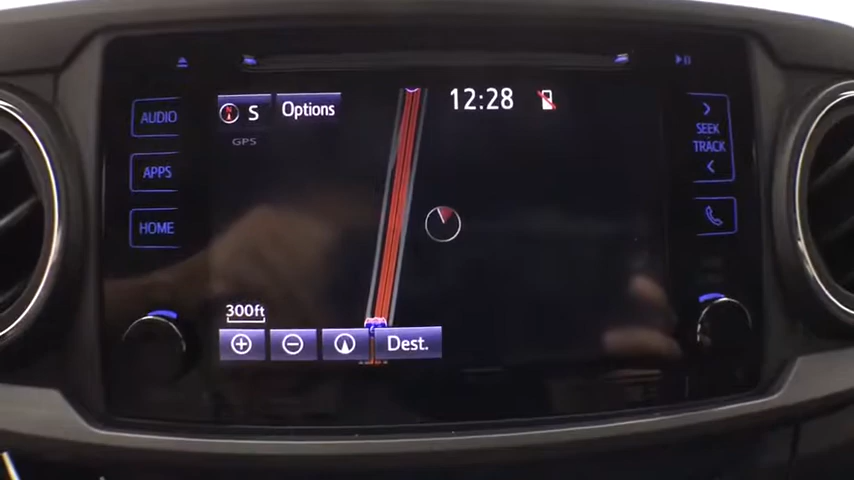 AUDIO
APPS
HOME
S
Options
GPS
12:28
300ft
Dest.
SEEK
TRACK